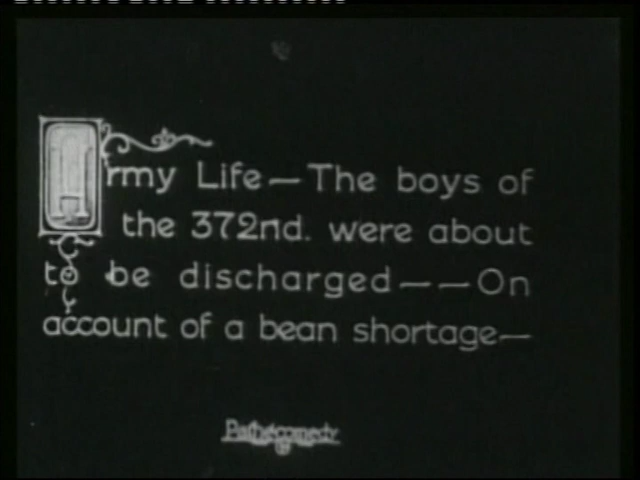 Army Life — The boys of
the 372nd. were about
to be discharged — — On
account of a bean shortage —
Pathécomedy